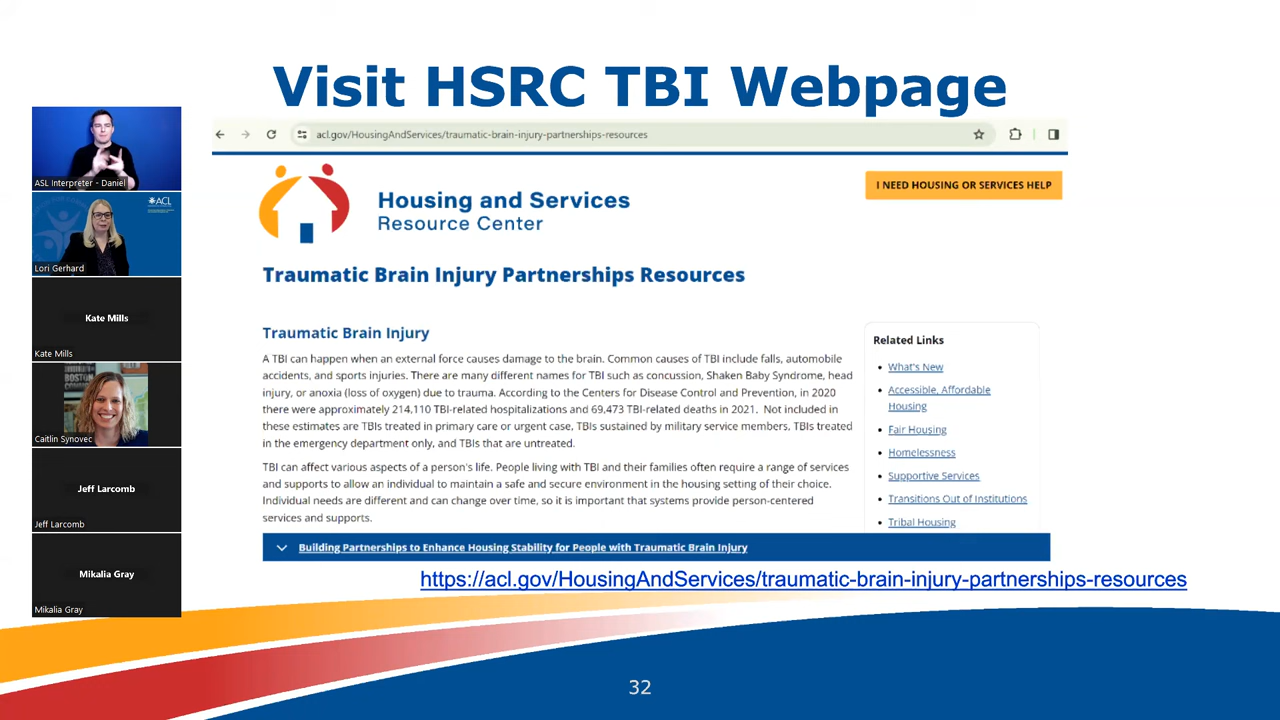 Visit HSRC TBI Webpage
ASL Interpreter - Daniel
ACL
Lori Gerhard
Kate Mills
Kate Mills
Caitlin Synovec
Jeff Larcomb
Jeff Larcomb
Mikalia Gray
Mikalia Gray
acl.gov/HousingAndServices/traumatic-brain-injury-partnerships-resources
Housing and Services
Resource Center
I NEED HOUSING OR SERVICES HELP
Traumatic Brain Injury Partnerships Resources
Traumatic Brain Injury
A TBI can happen when an external force causes damage to the brain. Common causes of TBI include falls, automobile
accidents, and sports injuries. There are many different names for TBI such as concussion, Shaken Baby Syndrome, head
injury, or anoxia (loss of oxygen) due to trauma. According to the Centers for Disease Control and Prevention, in 2020
there were approximately 214,110 TBI-related hospitalizations and 69,473 TBI-related deaths in 2021. Not included in
these estimates are TBIs treated in primary care or urgent case, TBIs sustained by military service members, TBIs treated
in the emergency department only, and TBIs that are untreated.
TBI can affect various aspects of a person's life. People living with TBI and their families often require a range of services
and supports to allow an individual to maintain a safe and secure environment in the housing setting of their choice.
Individual needs are different and can change over time, so it is important that systems provide person-centered
services and supports.
Related Links
What's New
Accessible, Affordable
Housing
Fair Housing
Homelessness
Supportive Services
Transitions Out of Institutions
Tribal Housing
Building Partnerships to Enhance Housing Stability for People with Traumatic Brain Injury
https://acl.gov/HousingAndServices/traumatic-brain-injury-partnerships-resources
32